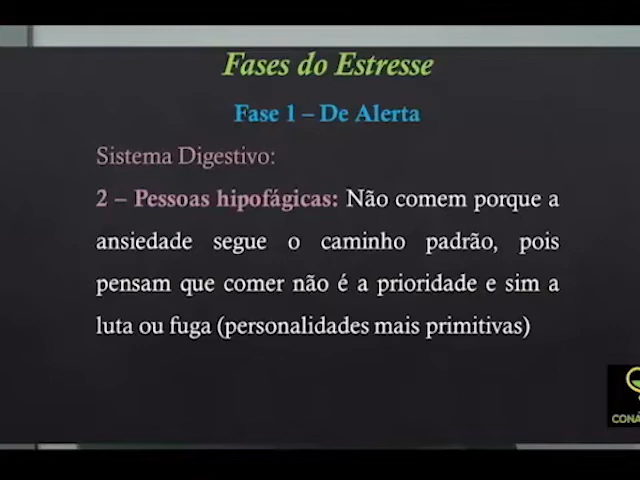 Fases do Estresse
Fase 1 – De Alerta
Sistema Digestivo:
2 – Pessoas hipofágicas: Não comem porque a
ansiedade segue o caminho padrão, pois
pensam que comer não é a prioridade e sim a
luta ou fuga (personalidades mais primitivas)